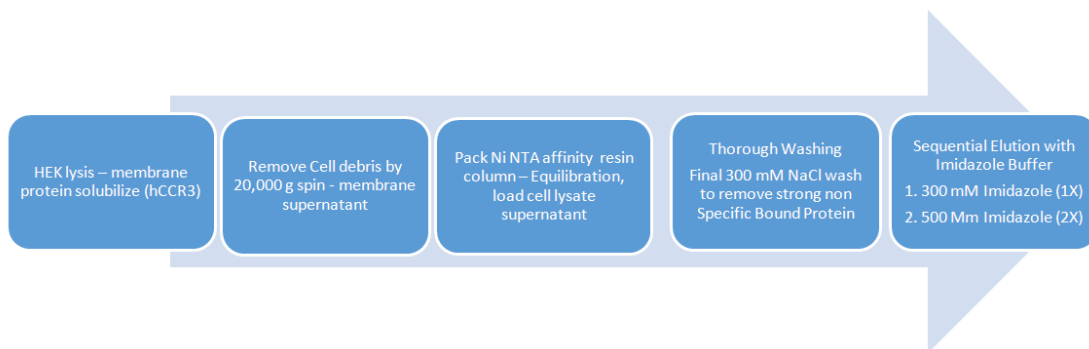 HEK lysis – membrane
protein solubilize (hCCR3)
Remove Cell debris by
20,000 g spin - membrane
supernatant
Pack Ni NTA affinity resin
column – Equilibration,
load cell lysate
supernatant
Thorough Washing
Final 300 mM NaCl wash
to remove strong non
Specific Bound Protein
Sequential Elution with
Imidazole Buffer
1. 300 mM Imidazole (1X)
2. 500 Mm Imidazole (2X)